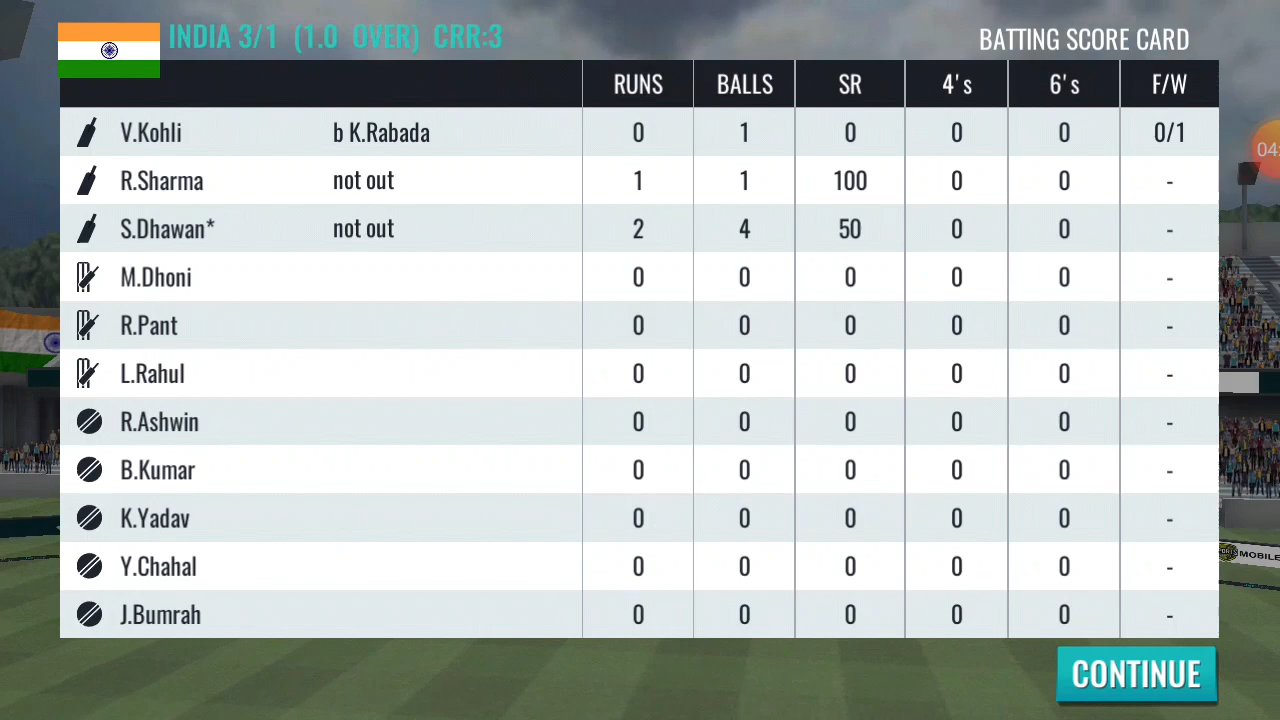 INDIA 3/1 (1.0 OVER) CRR:3
BATTING SCORE CARD
RUNS BALLS SR 4's 6's F/W
V.Kohli b K.Rabada 0 1 0 0 0 0/1
R.Sharma not out 1 1 100 0 0 -
S.Dhawan* not out 2 4 50 0 0 -
M.Dhoni 0 0 0 0 0 -
R.Pant 0 0 0 0 0 -
L.Rahul 0 0 0 0 0 -
R.Ashwin 0 0 0 0 0 -
B.Kumar 0 0 0 0 0 -
K.Yadav 0 0 0 0 0 -
Y.Chahal 0 0 0 0 0 -
J.Bumrah 0 0 0 0 0 -
MOBILE
CONTINUE